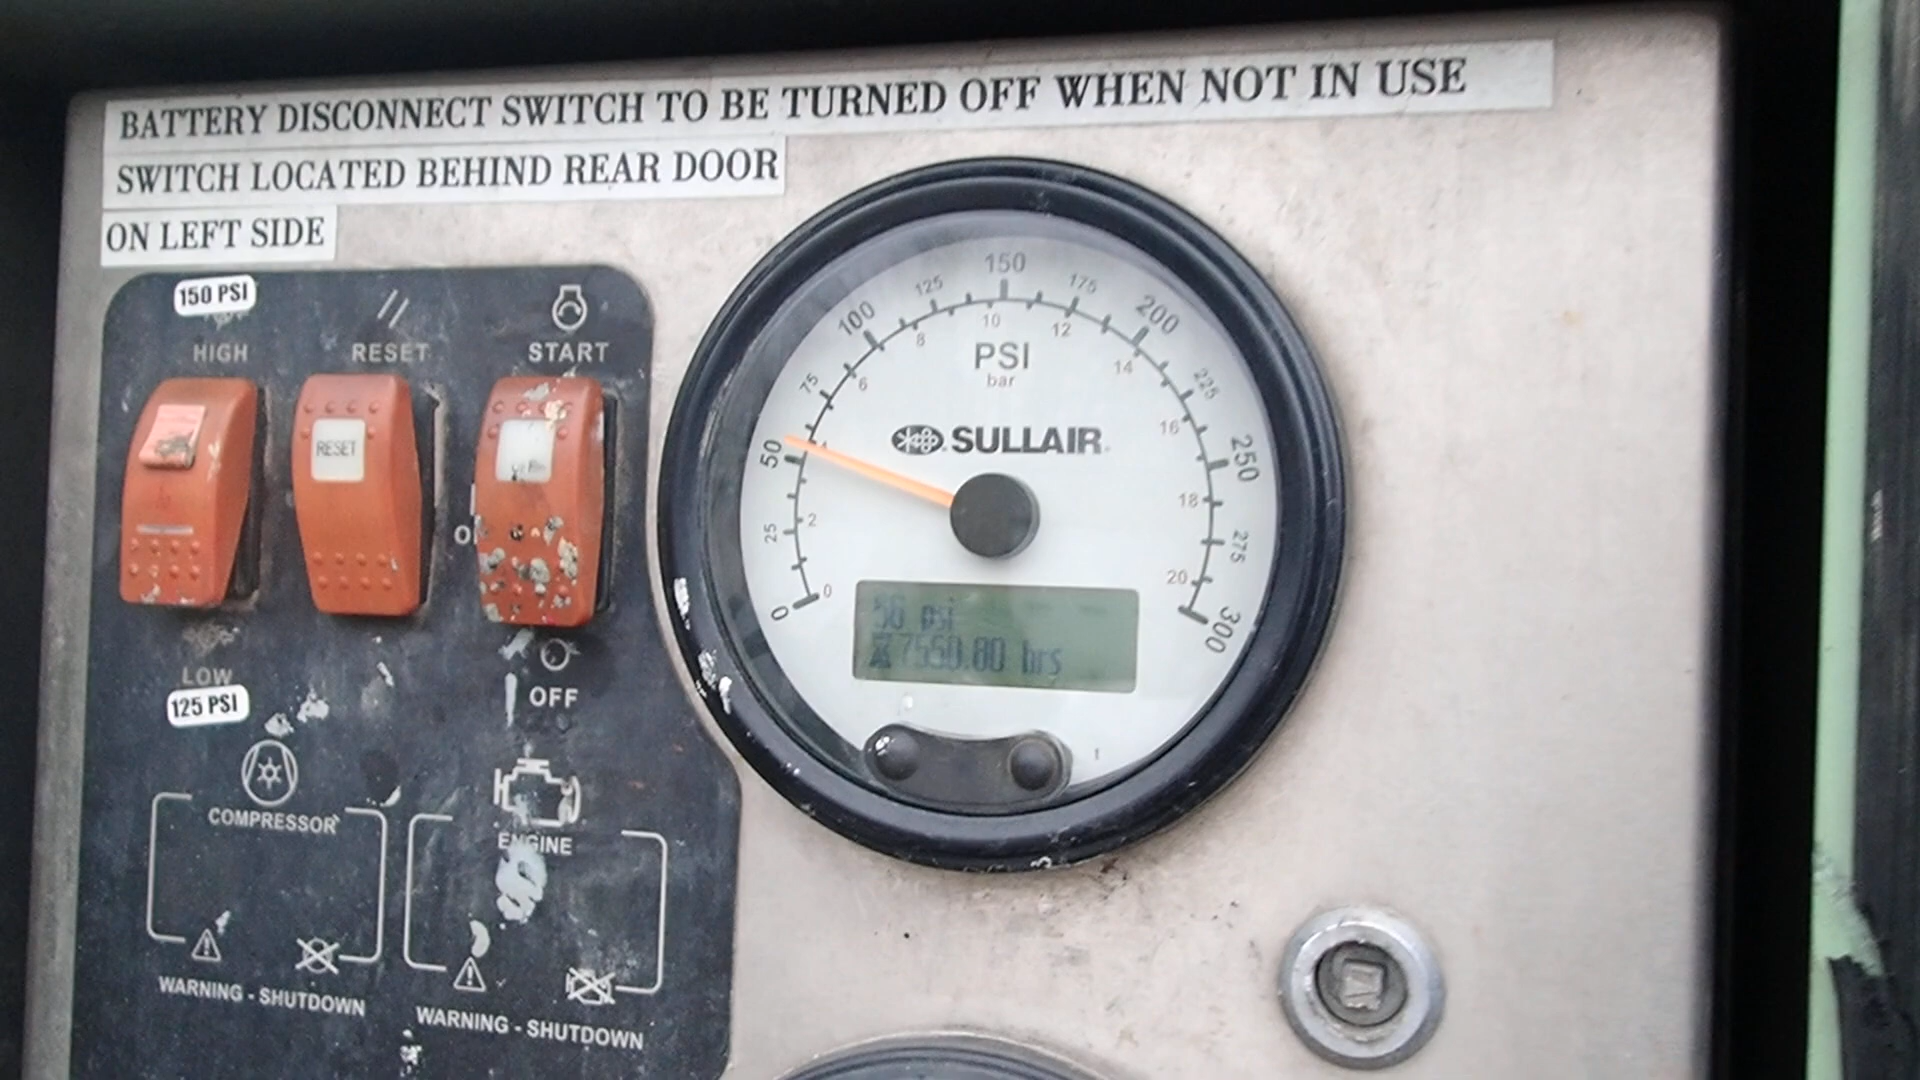 BATTERY DISCONNECT SWITCH TO BE TURNED OFF WHEN NOT IN USE
SWITCH LOCATED BEHIND REAR DOOR
ON LEFT SIDE
150 PSI
HIGH
RESET
START
RESET
LOW
125 PSI
OFF
COMPRESSOR
ENGINE
WARNING - SHUTDOWN
WARNING - SHUTDOWN
0
25
50
75
100
125
150
175
200
225
250
275
300
0
2
6
8
10
12
14
16
18
20
PSI
bar
SULLAIR
56 psi
7550.80 hrs